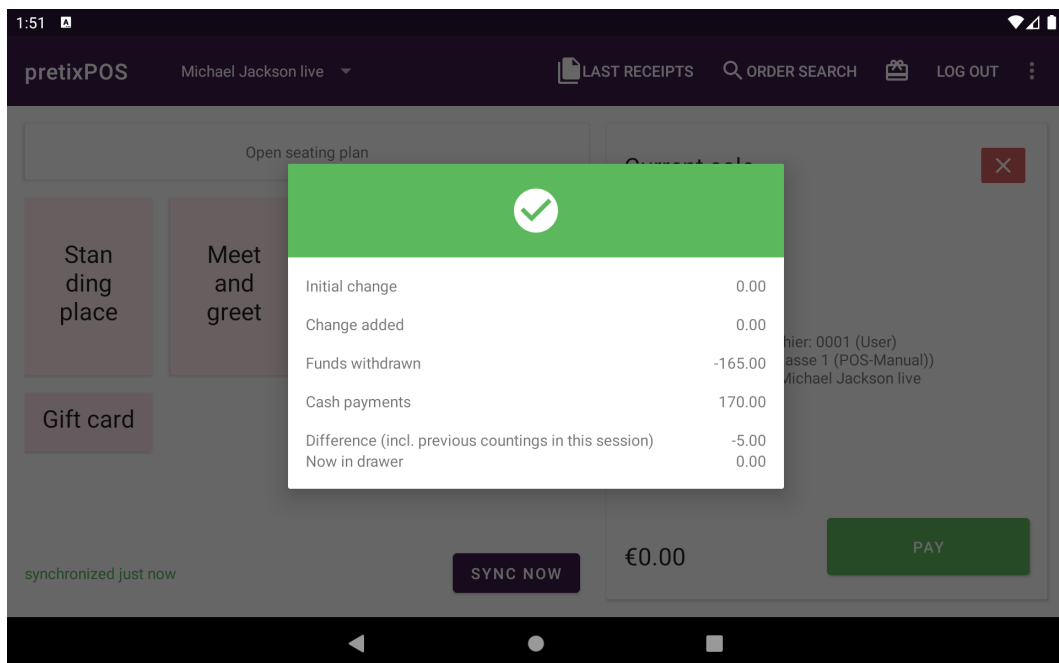 1:51
pretixPOS Michael Jackson live LAST RECEIPTS ORDER SEARCH LOG OUT
Open seating plan
Current sale
Stan
ding
place
Meet
and
greet
Gift card
Initial change 0.00
Change added 0.00
Funds withdrawn -165.00
Cash payments 170.00
Difference (incl. previous countings in this session) -5.00
Now in drawer 0.00
hier: 0001 (User)
asse 1 (POS-Manual))
Michael Jackson live
synchronized just now
SYNC NOW
€0.00
PAY